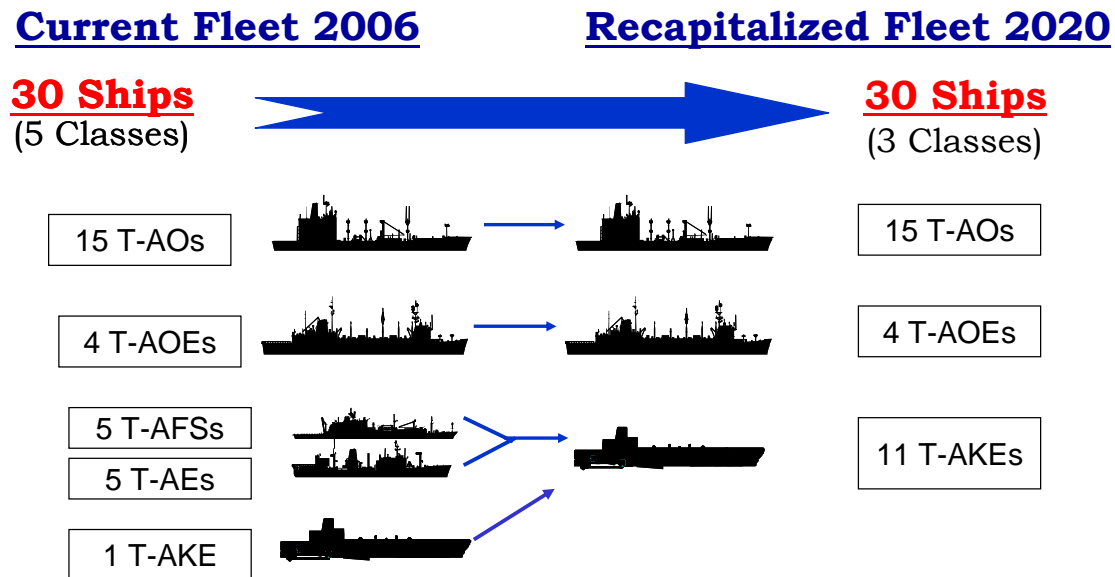 Current Fleet 2006
Recapitalized Fleet 2020
30 Ships
(5 Classes)
30 Ships
(3 Classes)
15 T-AOs
15 T-AOs
4 T-AOEs
4 T-AOEs
5 T-AFSs
5 T-AEs
11 T-AKEs
1 T-AKE